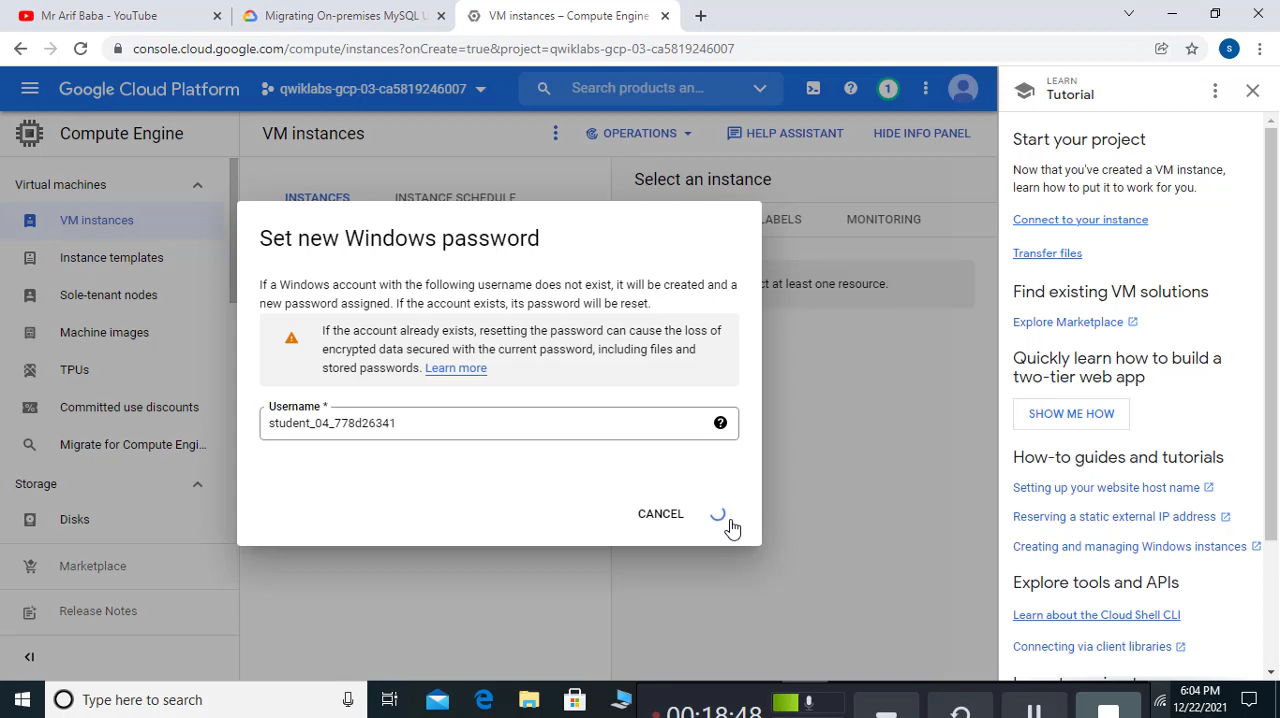 Mr Arif Baba - YouTube
Migrating On-premises MySQL U
VM instances – Compute Engine
console.cloud.google.com/compute/instances?onCreate=true&project=qwiklabs-gcp-03-ca5819246007
S
Google Cloud Platform
qwiklabs-gcp-03-ca5819246007
Search products an...
1
LEARN
Tutorial
Compute Engine
VM instances
OPERATIONS
HELP ASSISTANT
HIDE INFO PANEL
Virtual machines
VM instances
Instance templates
Sole-tenant nodes
Machine images
TPUs
Committed use discounts
Migrate for Compute Engi...
Storage
Disks
Marketplace
Release Notes
INSTANCES
INSTANCE SCHEDULE
Select an instance
LABELS
MONITORING
ct at least one resource.
Set new Windows password
If a Windows account with the following username does not exist, it will be created and a
new password assigned. If the account exists, its password will be reset.
If the account already exists, resetting the password can cause the loss of
encrypted data secured with the current password, including files and
stored passwords. Learn more
Username *
student_04_778d26341
CANCEL
Start your project
Now that you've created a VM instance,
learn how to put it to work for you.
Connect to your instance
Transfer files
Find existing VM solutions
Explore Marketplace
Quickly learn how to build a
two-tier web app
SHOW ME HOW
How-to guides and tutorials
Setting up your website host name
Reserving a static external IP address
Creating and managing Windows instances
Explore tools and APIs
Learn about the Cloud Shell CLI
Connecting via client libraries
Type here to search
00:18:48
6:04 PM
12/22/2021